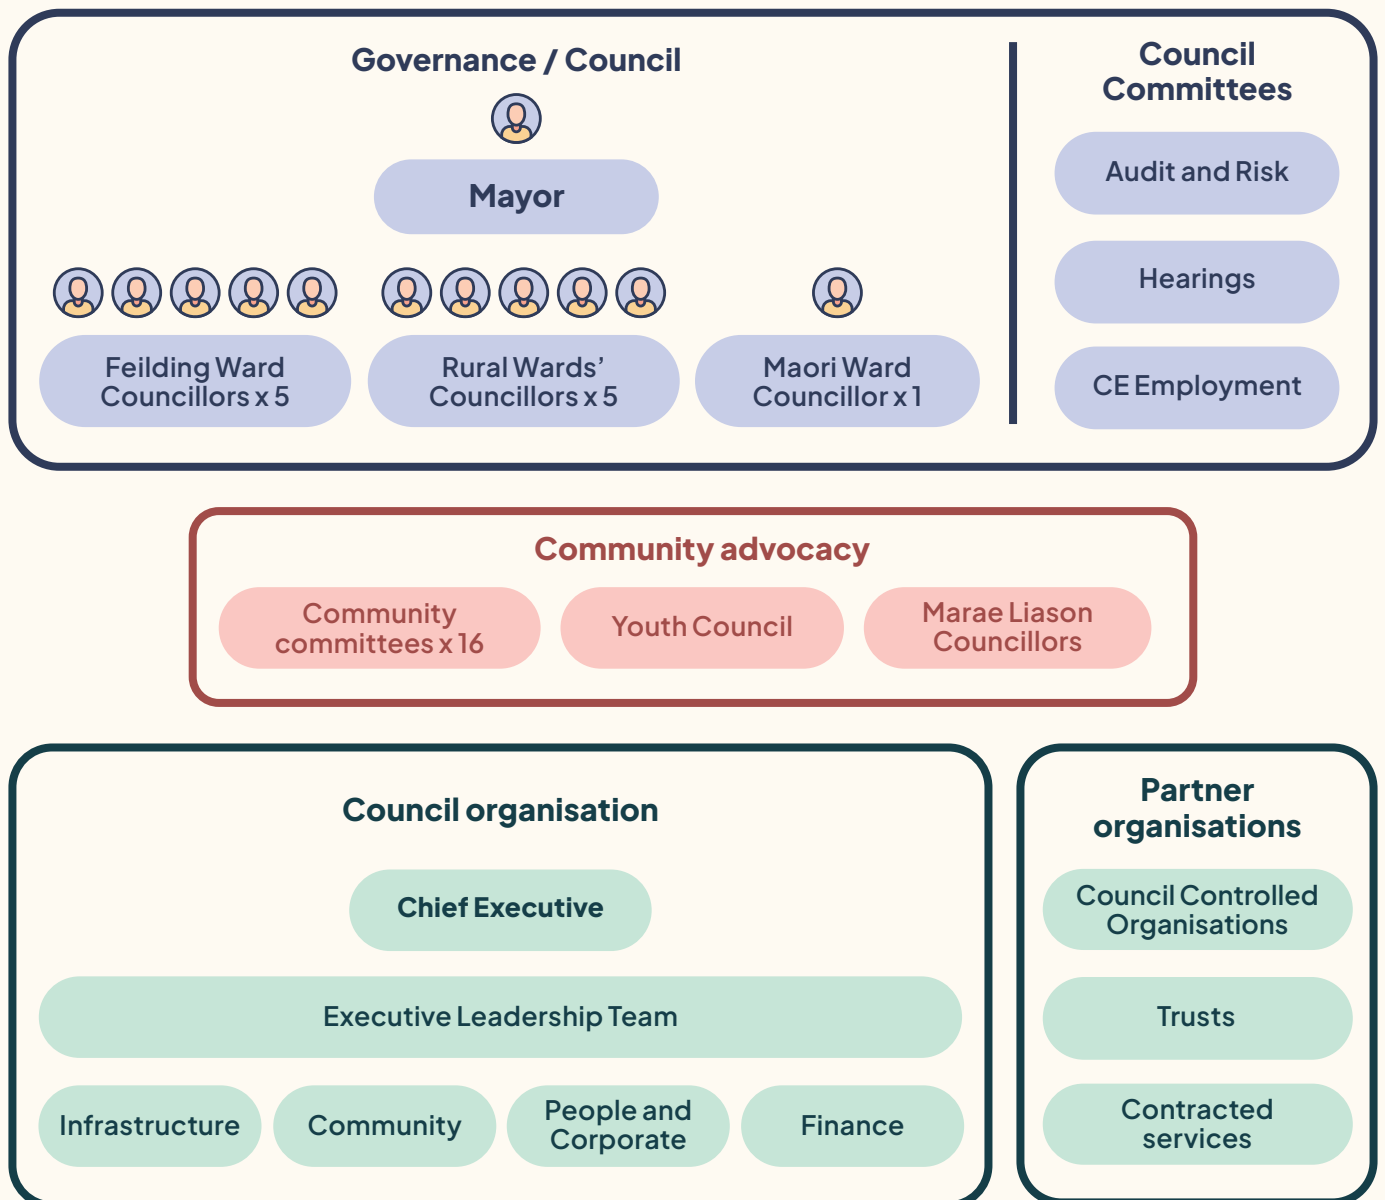 Governance / Council
Mayor
Feilding Ward
Councillors x 5
Rural Wards’
Councillors x 5
Maori Ward
Councillor x 1
Council
Committees
Audit and Risk
Hearings
CE Employment
Community advocacy
Community
committees x 16
Youth Council
Marae Liason
Councillors
Council organisation
Chief Executive
Executive Leadership Team
Infrastructure
Community
People and
Corporate
Finance
Partner
organisations
Council Controlled
Organisations
Trusts
Contracted
services